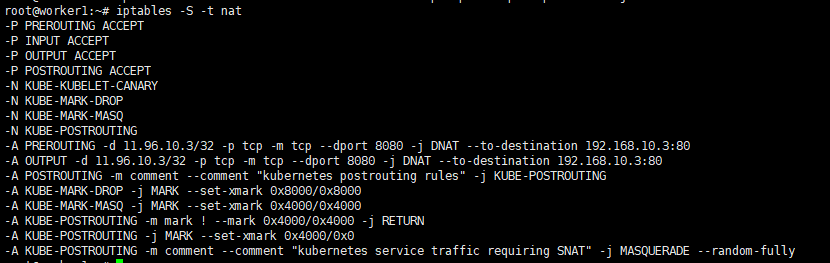 root@worker1:~# iptables -S -t nat
-P PREROUTING ACCEPT
-P INPUT ACCEPT
-P OUTPUT ACCEPT
-P POSTROUTING ACCEPT
-N KUBE-KUBELET-CANARY
-N KUBE-MARK-DROP
-N KUBE-MARK-MASQ
-N KUBE-POSTROUTING
-A PREROUTING -d 11.96.10.3/32 -p tcp -m tcp --dport 8080 -j DNAT --to-destination 192.168.10.3:80
-A OUTPUT -d 11.96.10.3/32 -p tcp -m tcp --dport 8080 -j DNAT --to-destination 192.168.10.3:80
-A POSTROUTING -m comment --comment "kubernetes postrouting rules" -j KUBE-POSTROUTING
-A KUBE-MARK-DROP -j MARK --set-xmark 0x8000/0x8000
-A KUBE-MARK-MASQ -j MARK --set-xmark 0x4000/0x4000
-A KUBE-POSTROUTING -m mark ! --mark 0x4000/0x4000 -j RETURN
-A KUBE-POSTROUTING -j MARK --set-xmark 0x4000/0x0
-A KUBE-POSTROUTING -m comment --comment "kubernetes service traffic requiring SNAT" -j MASQUERADE --random-fully